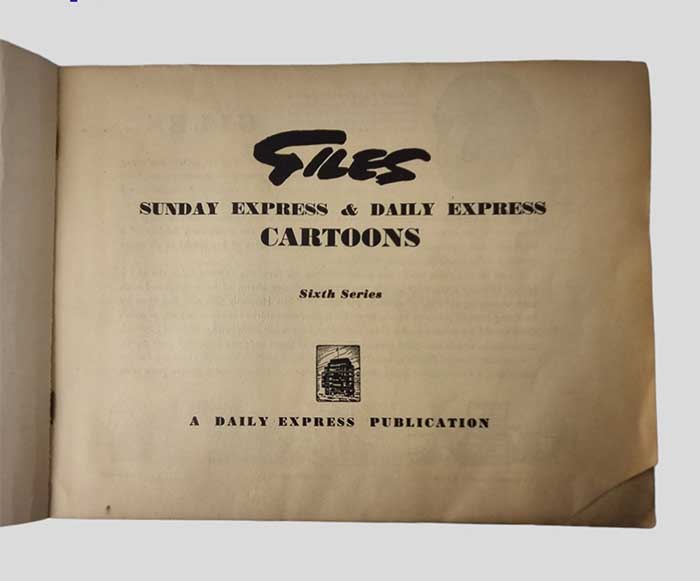 GILES
SUNDAY EXPRESS & DAILY EXPRESS
CARTOONS
Sixth Series
A DAILY EXPRESS PUBLICATION